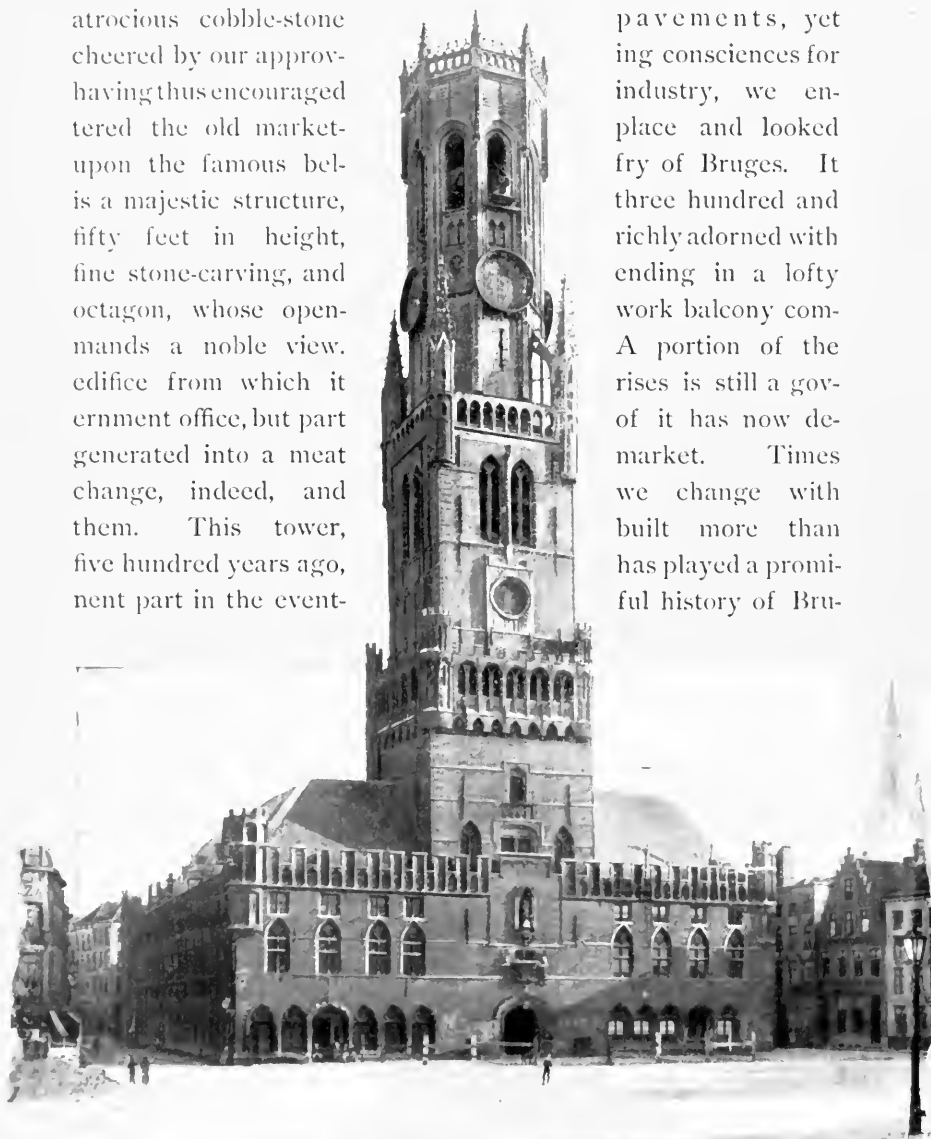 atrocious cobble-stone pavements, yet
cheered by our approv- ing consciences for
having thus encouraged industry, we en-
tered the old market- place and looked
upon the famous bel- fry of Bruges. It
is a majestic structure, three hundred and
fifty feet in height, richly adorned with
fine stone-carving, and ending in a lofty
octagon, whose open- work balcony com-
mands a noble view. A portion of the
edifice from which it rises is still a gov-
ernment office, but part of it has now de-
generated into a meat market. Times
change, indeed, and we change with
them. This tower, built more than
five hundred years ago, has played a promi-
nent part in the event- ful history of Bru-